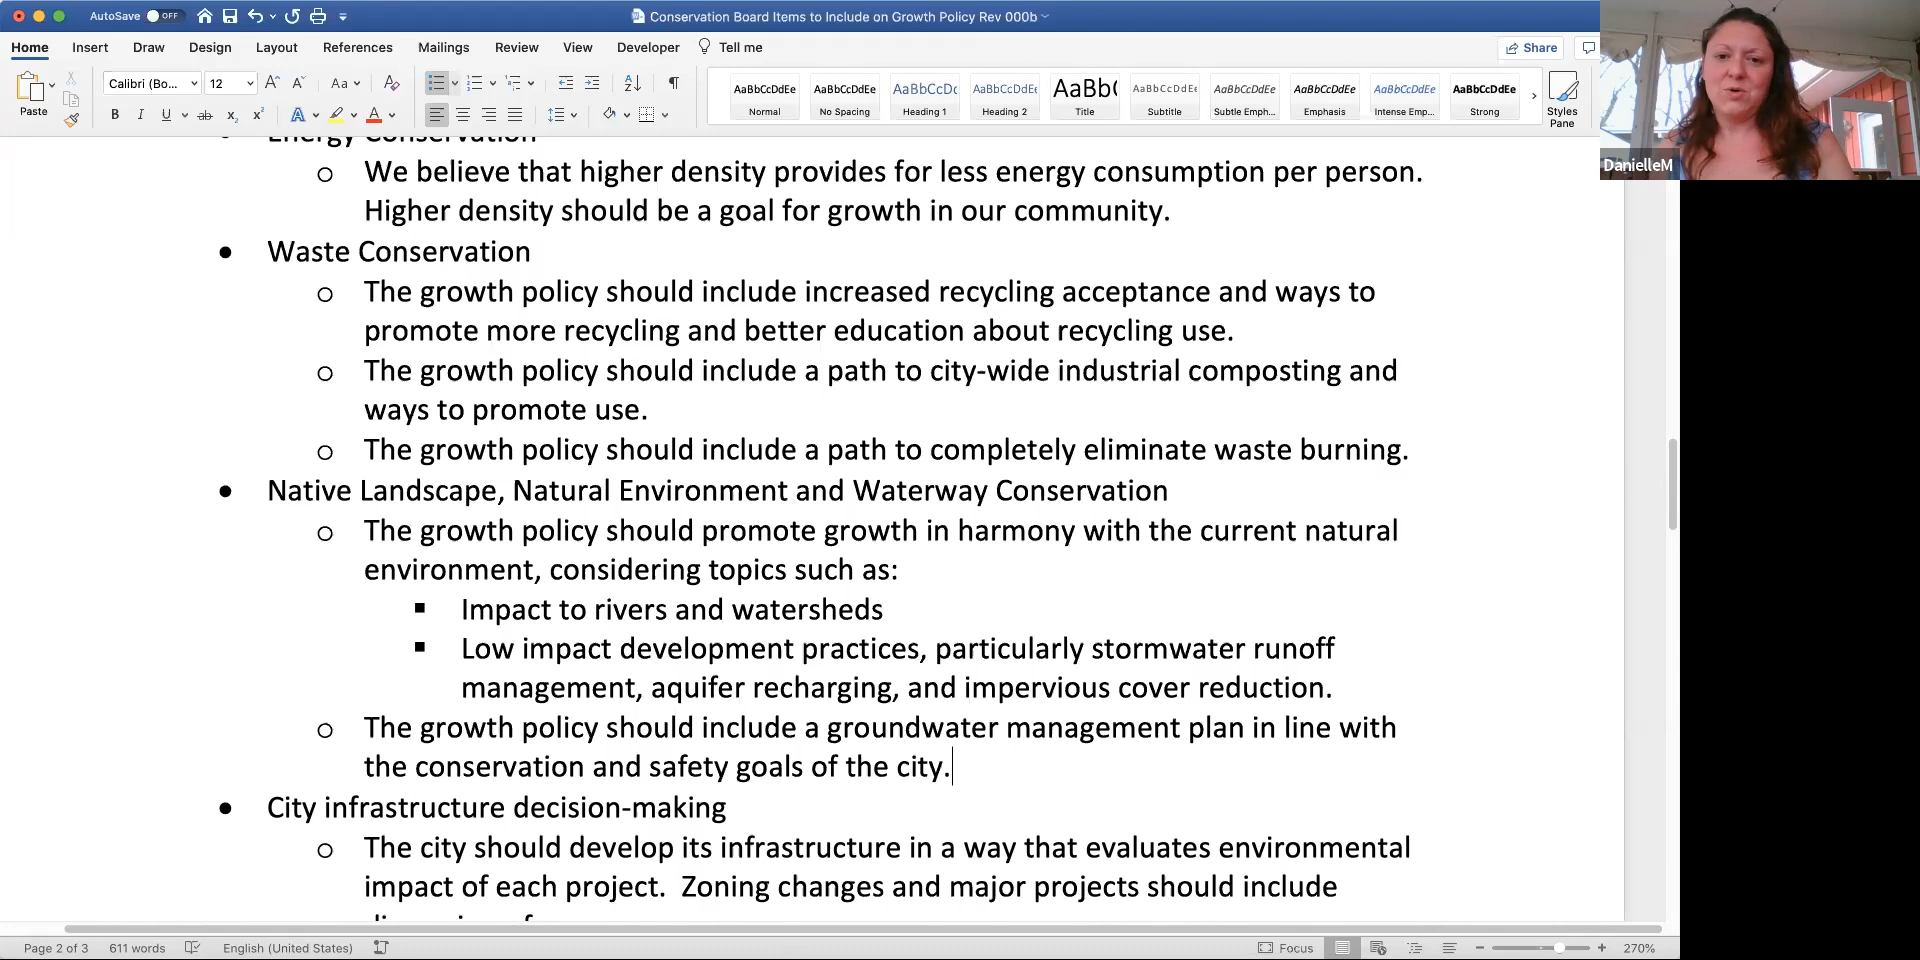 AutoSave OFF
Conservation Board Items to Include on Growth Policy Rev 000b
Home Insert Draw Design Layout References Mailings Review View Developer Tell me
Share
Paste
Calibri (Bo... 12
AaBbCcDdEe AaBbCcDdEe AaBbCcDc AaBbCcDdEe AaBb( AaBbCcDdEe AaBbCcDdEe AaBbCcDdEe AaBbCcDdEe AaBbCcDdEe
Normal No Spacing Heading 1 Heading 2 Title Subtitle Subtle Emph... Emphasis Intense Emp... Strong
Styles
Pane
DanielleM
Energy Conservation
We believe that higher density provides for less energy consumption per person.
Higher density should be a goal for growth in our community.
Waste Conservation
The growth policy should include increased recycling acceptance and ways to
promote more recycling and better education about recycling use.
The growth policy should include a path to city-wide industrial composting and
ways to promote use.
The growth policy should include a path to completely eliminate waste burning.
Native Landscape, Natural Environment and Waterway Conservation
The growth policy should promote growth in harmony with the current natural
environment, considering topics such as:
Impact to rivers and watersheds
Low impact development practices, particularly stormwater runoff
management, aquifer recharging, and impervious cover reduction.
The growth policy should include a groundwater management plan in line with
the conservation and safety goals of the city.
City infrastructure decision-making
The city should develop its infrastructure in a way that evaluates environmental
impact of each project.  Zoning changes and major projects should include
Page 2 of 3 611 words English (United States) Focus 270%